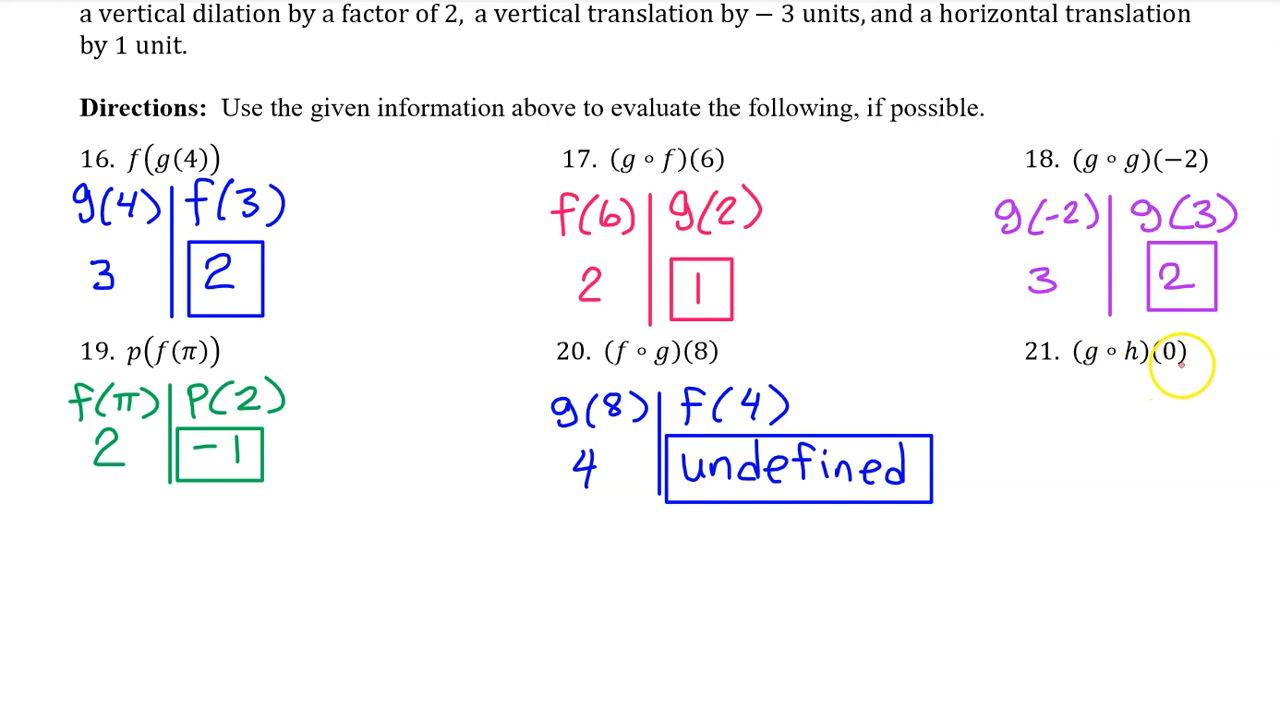 a vertical dilation by a factor of 2, a vertical translation by − 3 units, and a horizontal translation
by 1 unit.
Directions: Use the given information above to evaluate the following, if possible.
16. f(g(4))
g(4) | f(3)
3 | 2
17. (g ∘ f)(6)
f(6) | g(2)
2 | 1
18. (g ∘ g)(−2)
g(-2) | g(3)
3 | 2
19. p(f(π))
f(π) | P(2)
2 | -1
20. (f ∘ g)(8)
g(8) | f(4)
4 | undefined
21. (g ∘ h)(0)